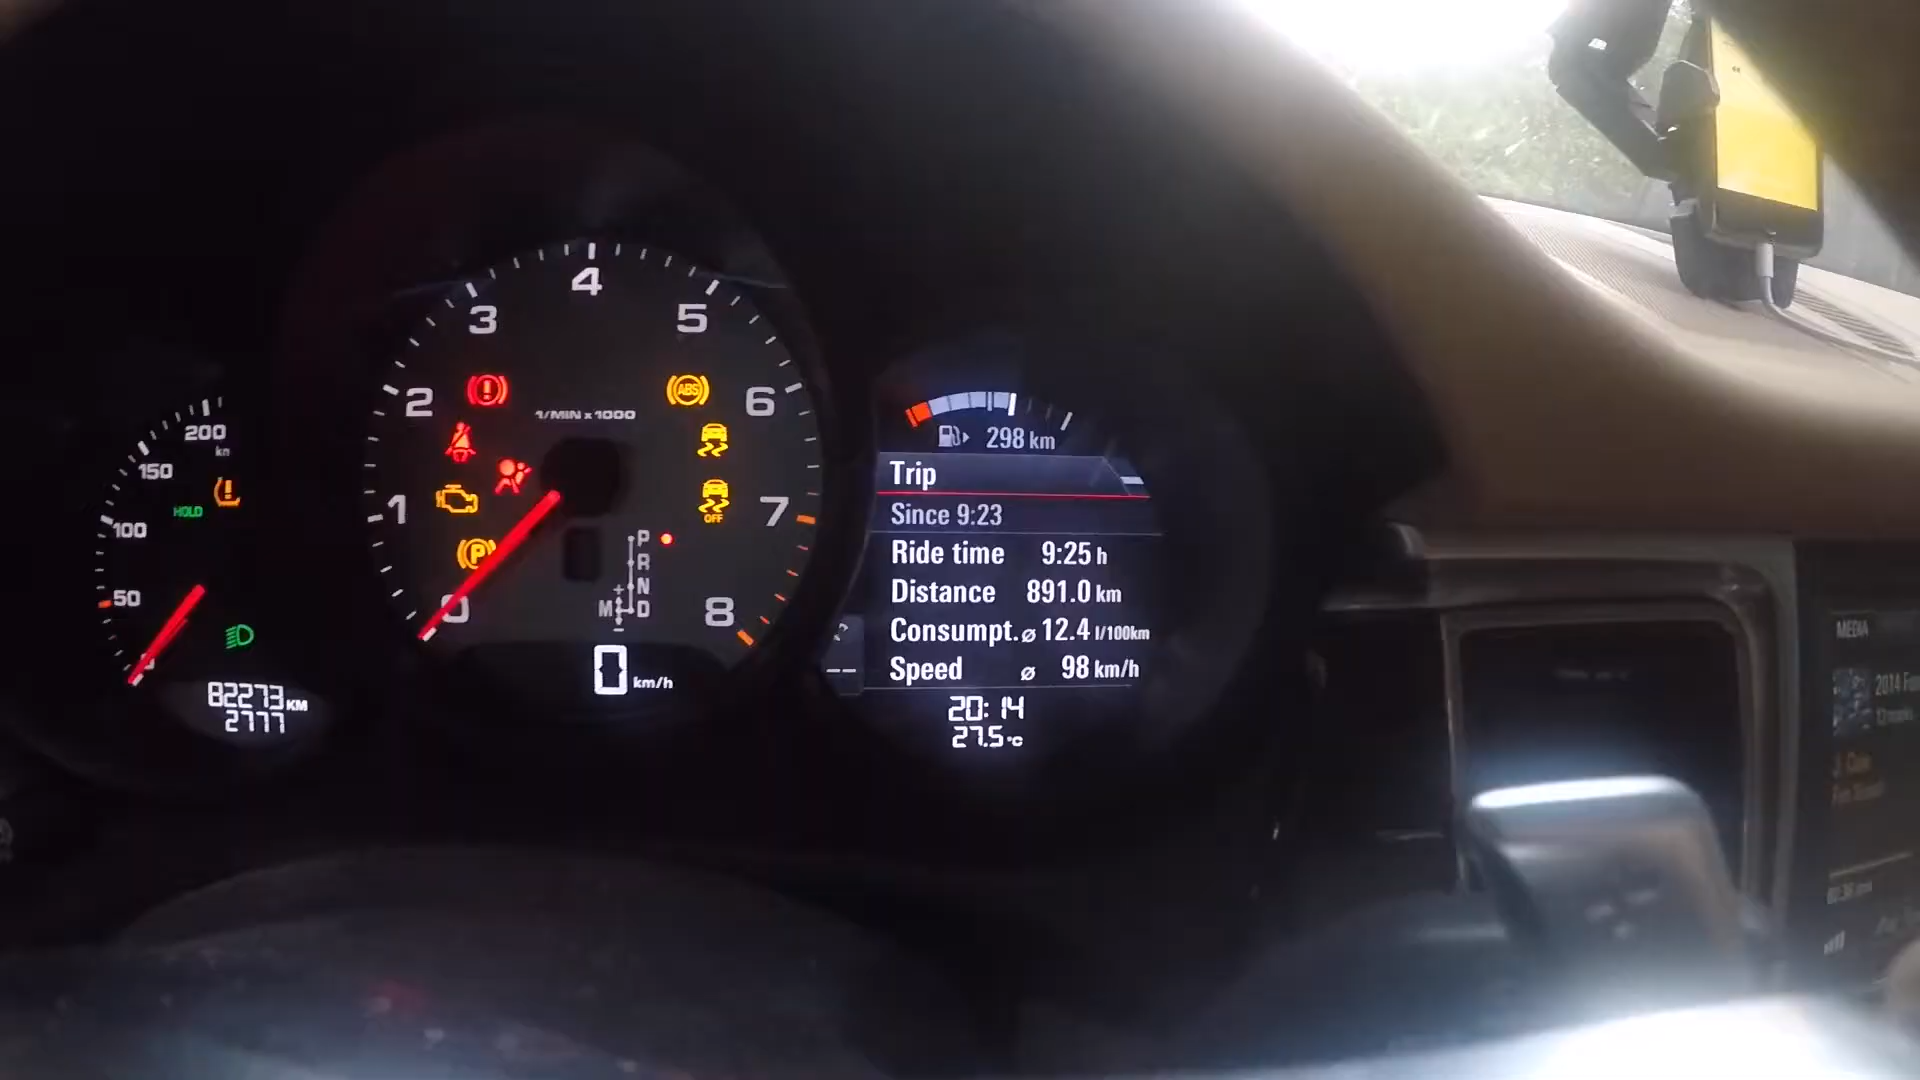 200
km
150
HOLD
100
50
82273 KM
2777
4
3
5
2
ABS
6
1/MIN x 1000
1
7
OFF
P
P
R
N
M
D
+
-
0
8
0 km/h
298 km
Trip
Since 9:23
Ride time 9:25 h
Distance 891.0 km
Consumpt. ⌀ 12.4 l/100km
Speed ⌀ 98 km/h
--
20:14
27.5 °C
MEDIA